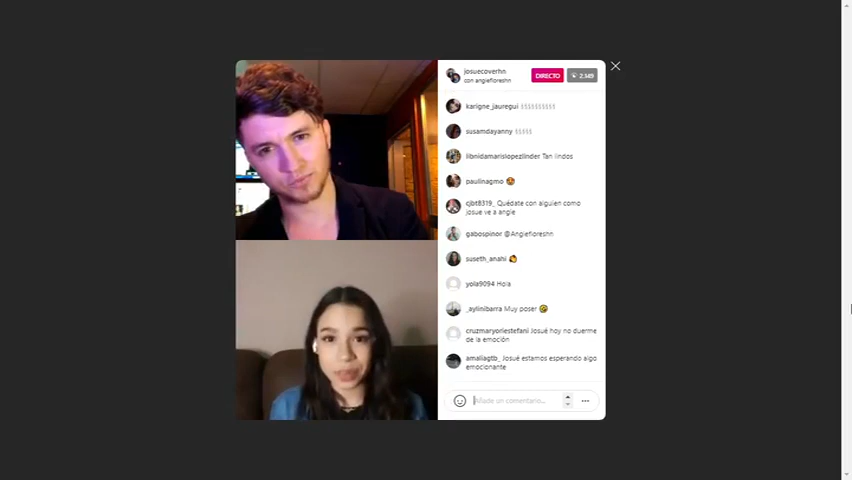 josuecoverhn
con angiefloreshn
DIRECTO
2.149
karigne_jauregui
susamdayanny
libnidamarislopezlinder Tan lindos
paulinagmo
cjbt8319_ Quédate con alguien como
josue ve a angie
gabospinor @Angiefloreshn
suseth_anahi
yola9094 Hola
_aylinibarra Muy poser
cruzmaryoriestefani Josué hoy no duerme
de la emoción
amaliagtb_ Josué estamos esperando algo
emocionante
Añade un comentario...